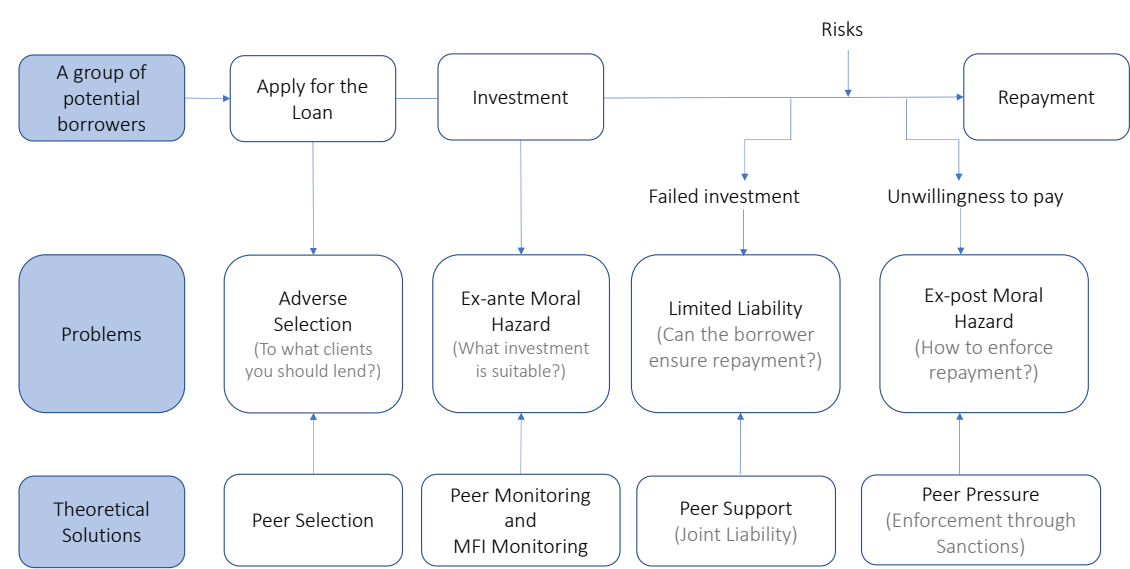 Risks
A group of
potential
borrowers
Apply for the
Loan
Investment
Repayment
Failed investment
Unwillingness to pay
Problems
Adverse
Selection
(To what clients
you should lend?)
Ex-ante Moral
Hazard
(What investment
is suitable?)
Limited Liability
(Can the borrower
ensure repayment?)
Ex-post Moral
Hazard
(How to enforce
repayment?)
Theoretical
Solutions
Peer Selection
Peer Monitoring
and
MFI Monitoring
Peer Support
(Joint Liability)
Peer Pressure
(Enforcement through
Sanctions)